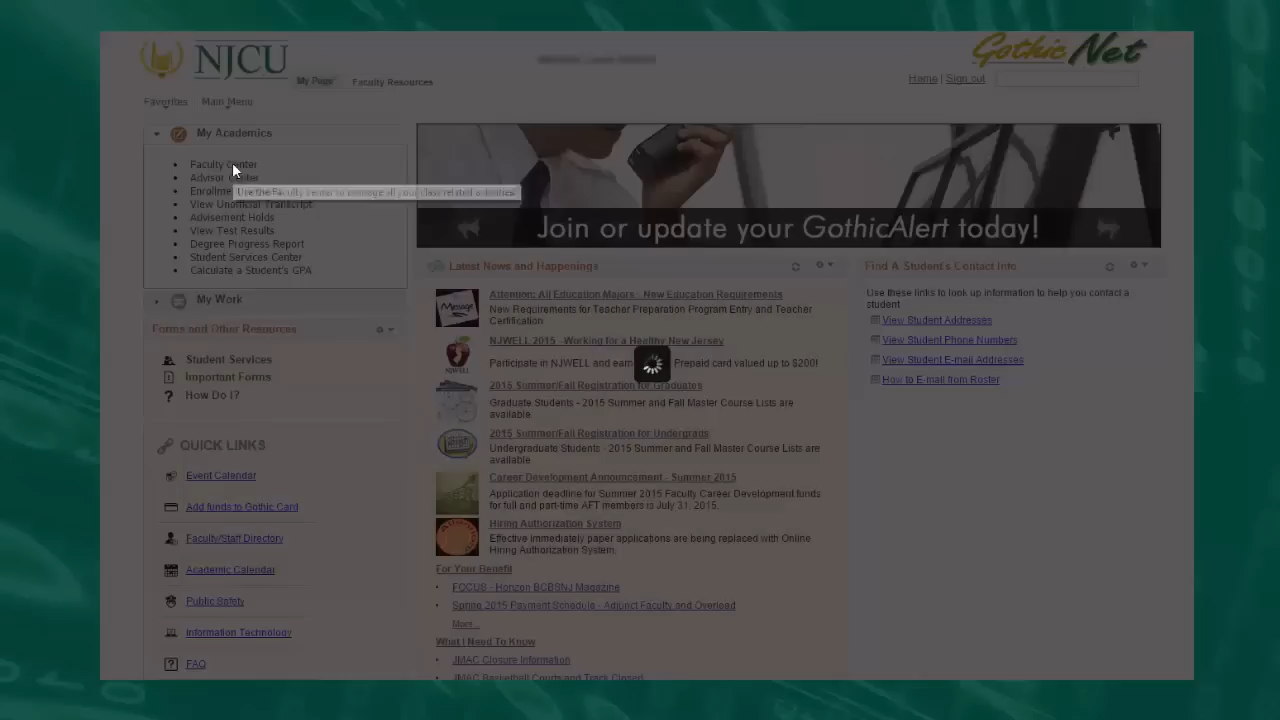 NJCU
GothicNet
My Page
Faculty Resources
Home | Sign out
Favorites
Main Menu
My Academics
Faculty Center
Advisor Center
Use the Faculty center to manage all your class related activities
Enrollme
View Unofficial Transcript
Advisement Holds
View Test Results
Degree Progress Report
Student Services Center
Calculate a Student's GPA
My Work
Forms and Other Resources
Student Services
Important Forms
How Do I?
QUICK LINKS
Event Calendar
Add funds to Gothic Card
Faculty/Staff Directory
Academic Calendar
Public Safety
Information Technology
FAQ
Join or update your GothicAlert today!
Latest News and Happenings
Message
Attention: All Education Majors - New Education Requirements
New Requirements for Teacher Preparation Program Entry and Teacher
Certification
NJWELL
NJWELL 2015 - Working for a Healthy New Jersey
Participate in NJWELL and earn Prepaid card valued up to $200!
2015 Summer/Fall Registration for Graduates
Graduate Students - 2015 Summer and Fall Master Course Lists are
available.
2015 Summer/Fall Registration for Undergrads
Undergraduate Students - 2015 Summer and Fall Master Course Lists are
available
Career Development Announcement - Summer 2015
Application deadline for Summer 2015 Faculty Career Development funds
for full and part-time AFT members is July 31, 2015.
Hiring Authorization System
Effective immediately paper applications are being replaced with Online
Hiring Authorization System.
For Your Benefit
FOCUS - Horizon BCBSNJ Magazine
Spring 2015 Payment Schedule - Adjunct Faculty and Overload
More...
What I Need To Know
JMAC Closure Information
JMAC Basketball Courts and Track Closed
Find A Student's Contact Info
Use these links to look up information to help you contact a
student
View Student Addresses
View Student Phone Numbers
View Student E-mail Addresses
How to E-mail from Roster